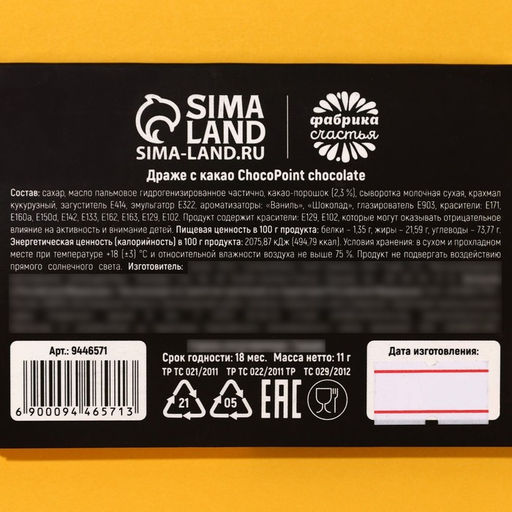 SIMA
LAND
SIMA-LAND.RU
фабрика
счастья
Драже с какао ChocoPoint chocolate
Состав: сахар, масло пальмовое гидрогенизированное частично, какао-порошок (2,3 %), сыворотка молочная сухая, крахмал
кукурузный, загуститель E414, эмульгатор E322, ароматизаторы: «Ваниль», «Шоколад», глазирователь E903, красители: E171,
E160a, E150d, E142, E133, E162, E163, E129, E102. Продукт содержит красители: E129, E102, которые могут оказывать отрицательное
влияние на активность и внимание детей. Пищевая ценность в 100 г продукта: белки – 1,35 г, жиры – 21,59 г, углеводы – 73,77 г.
Энергетическая ценность (калорийность) в 100 г продукта: 2075,87 кДж (494,79 ккал). Условия хранения: в сухом и прохладном
месте при температуре +18 (±3) °C и относительной влажности воздуха не выше 75 %. Продукт не подвергать воздействию
прямого солнечного света. Изготовитель:
Арт.: 9446571
6 900094 465713
Срок годности: 18 мес. Масса нетто: 11 г
ТР ТС 021/2011 ТР ТС 022/2011 ТР ТС 029/2012
21
05
EAC
Дата изготовления: